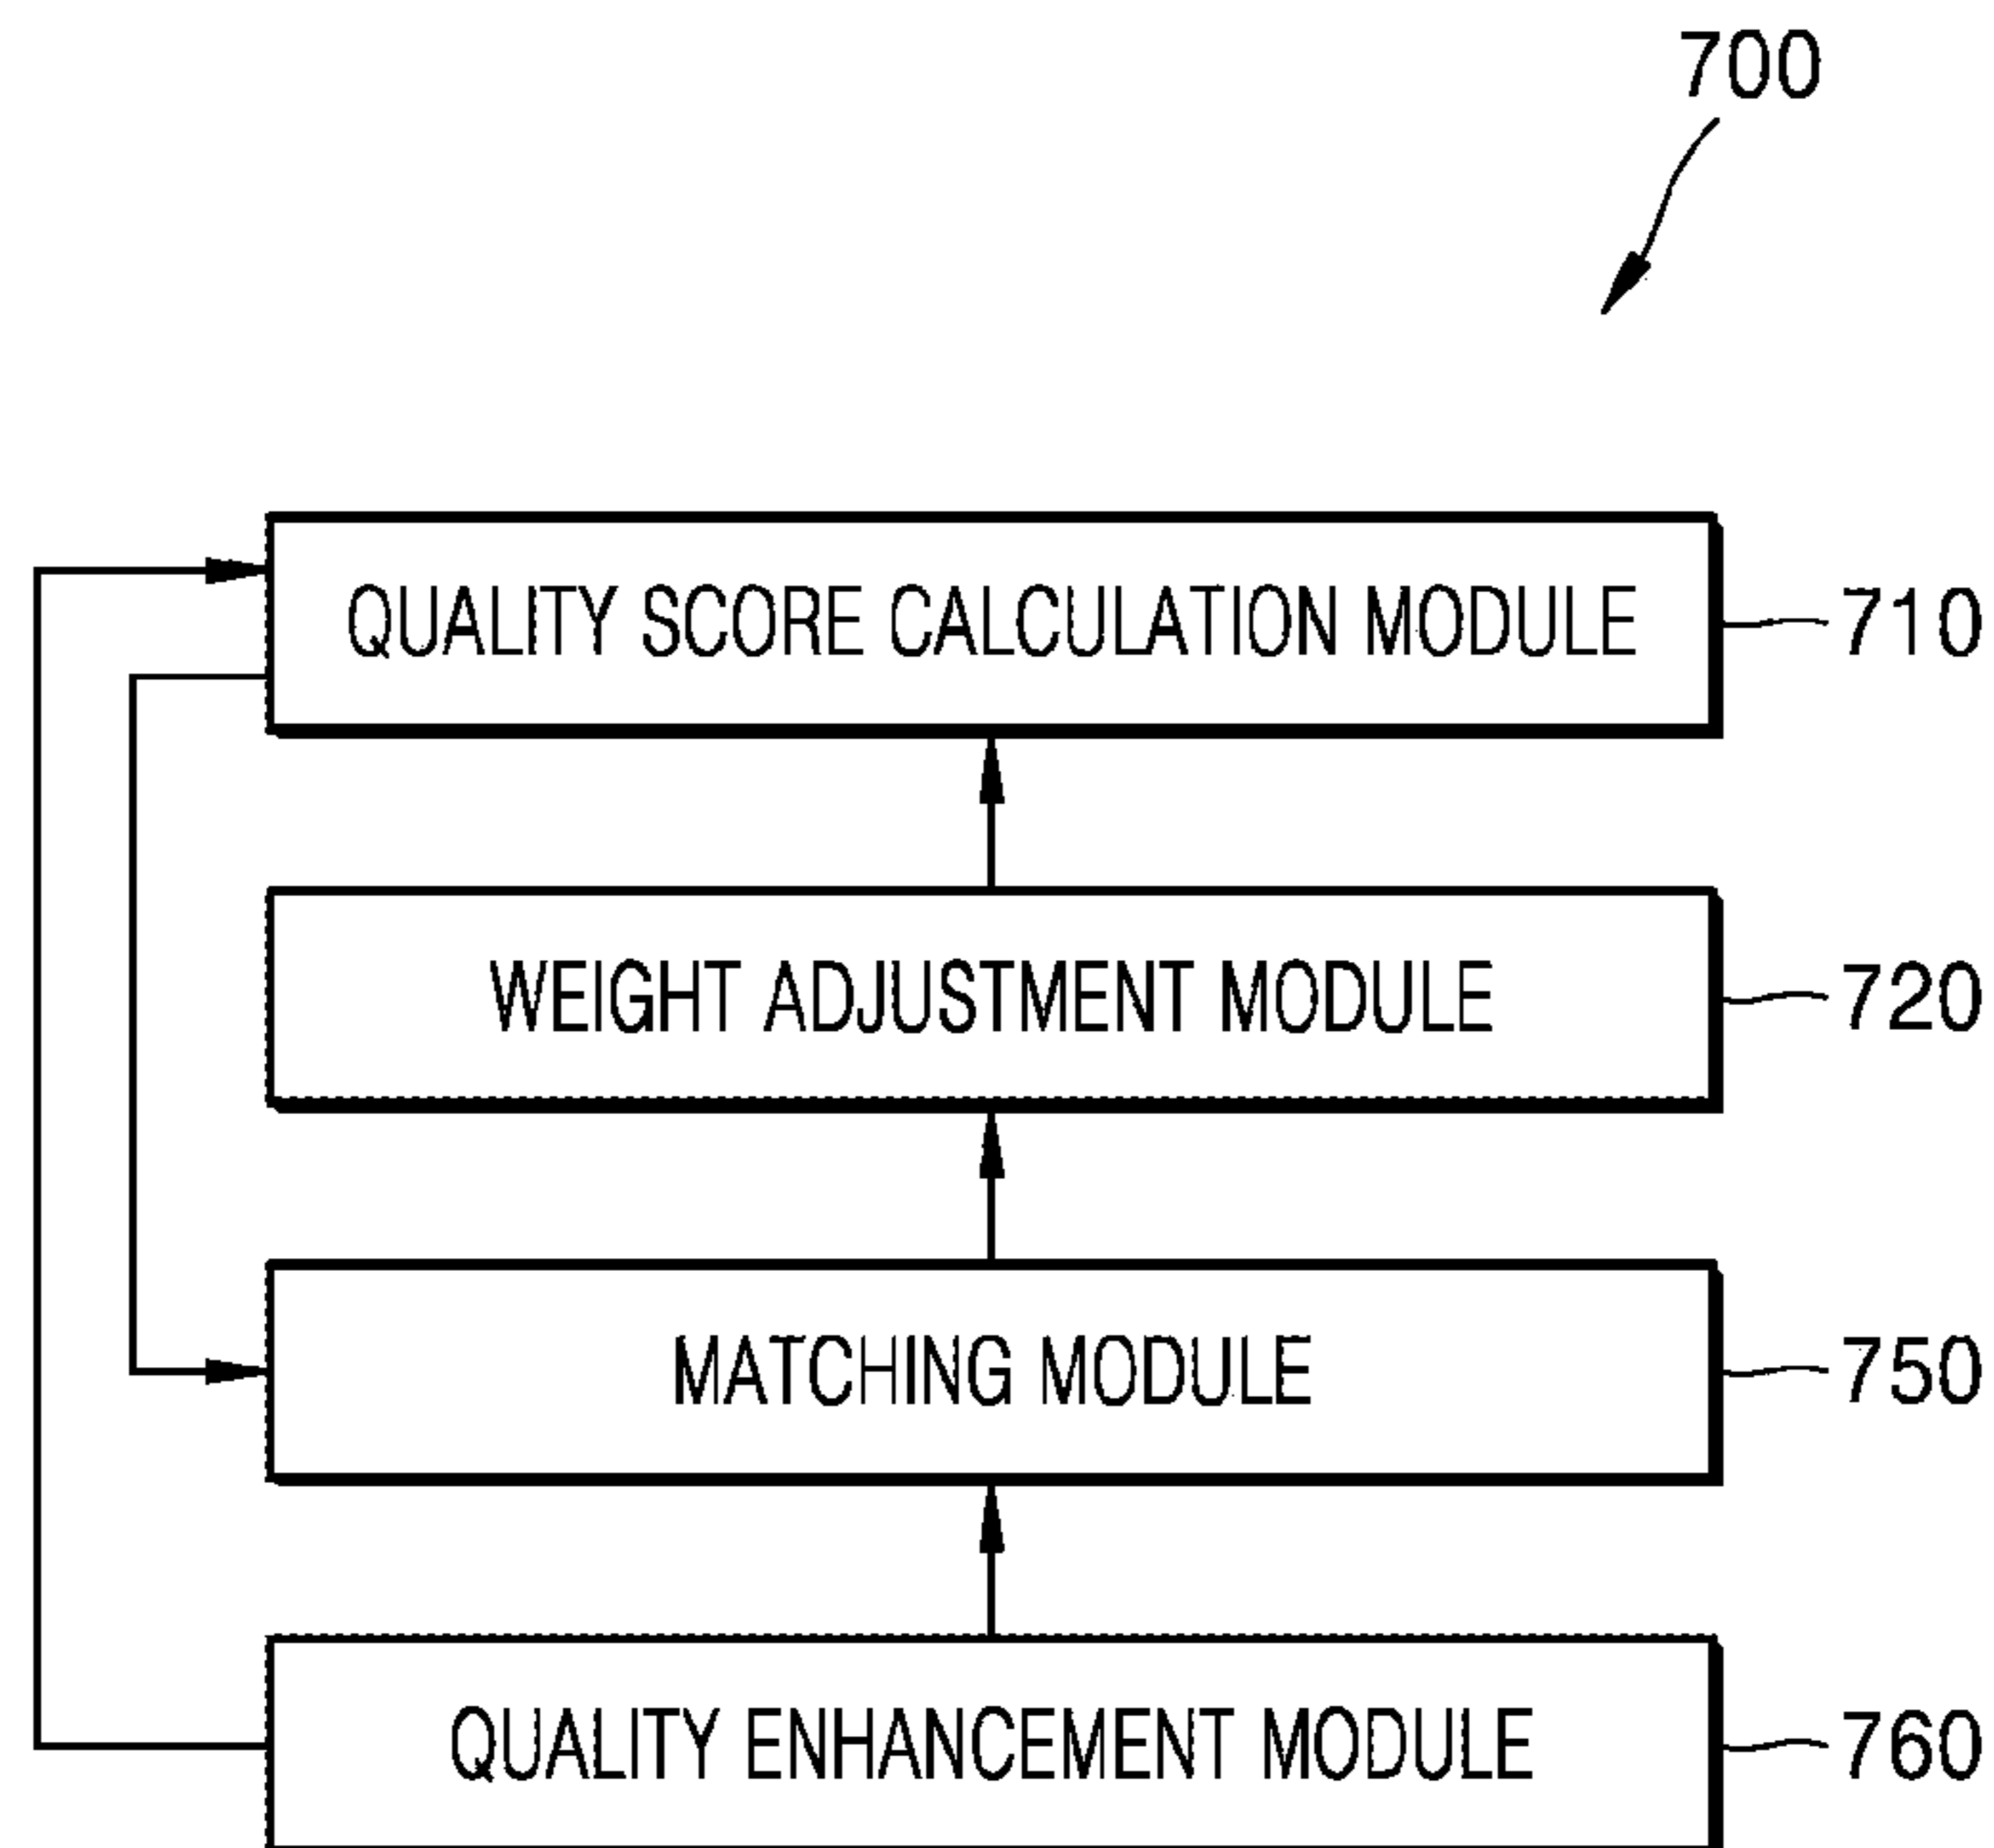 700
QUALITY SCORE CALCULATION MODULE 710
WEIGHT ADJUSTMENT MODULE 720
MATCHING MODULE 750
QUALITY ENHANCEMENT MODULE 760